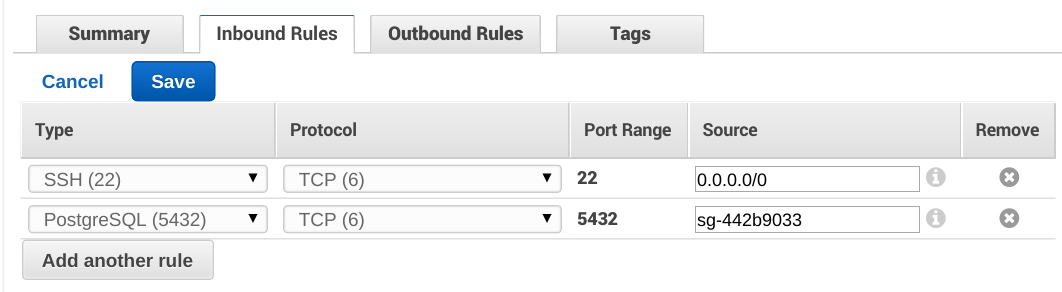 Summary Inbound Rules Outbound Rules Tags
Cancel Save
Type Protocol Port Range Source Remove
SSH (22) TCP (6) 22 0.0.0.0/0
PostgreSQL (5432) TCP (6) 5432 sg-442b9033
Add another rule